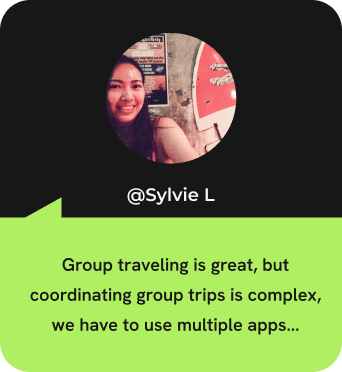 @Sylvie L
Group traveling is great, but
coordinating group trips is complex,
we have to use multiple apps...